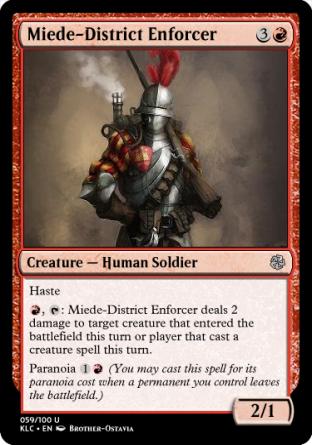 Miede-District Enforcer 3
Creature — Human Soldier
Haste
, : Miede-District Enforcer deals 2
damage to target creature that entered the
battlefield this turn or player that cast a
creature spell this turn.
Paranoia 1 (You may cast this spell for its
paranoia cost when a permanent you control leaves
the battlefield.)
2/1
059/100 U
KLC • EN Brother-Ostavia